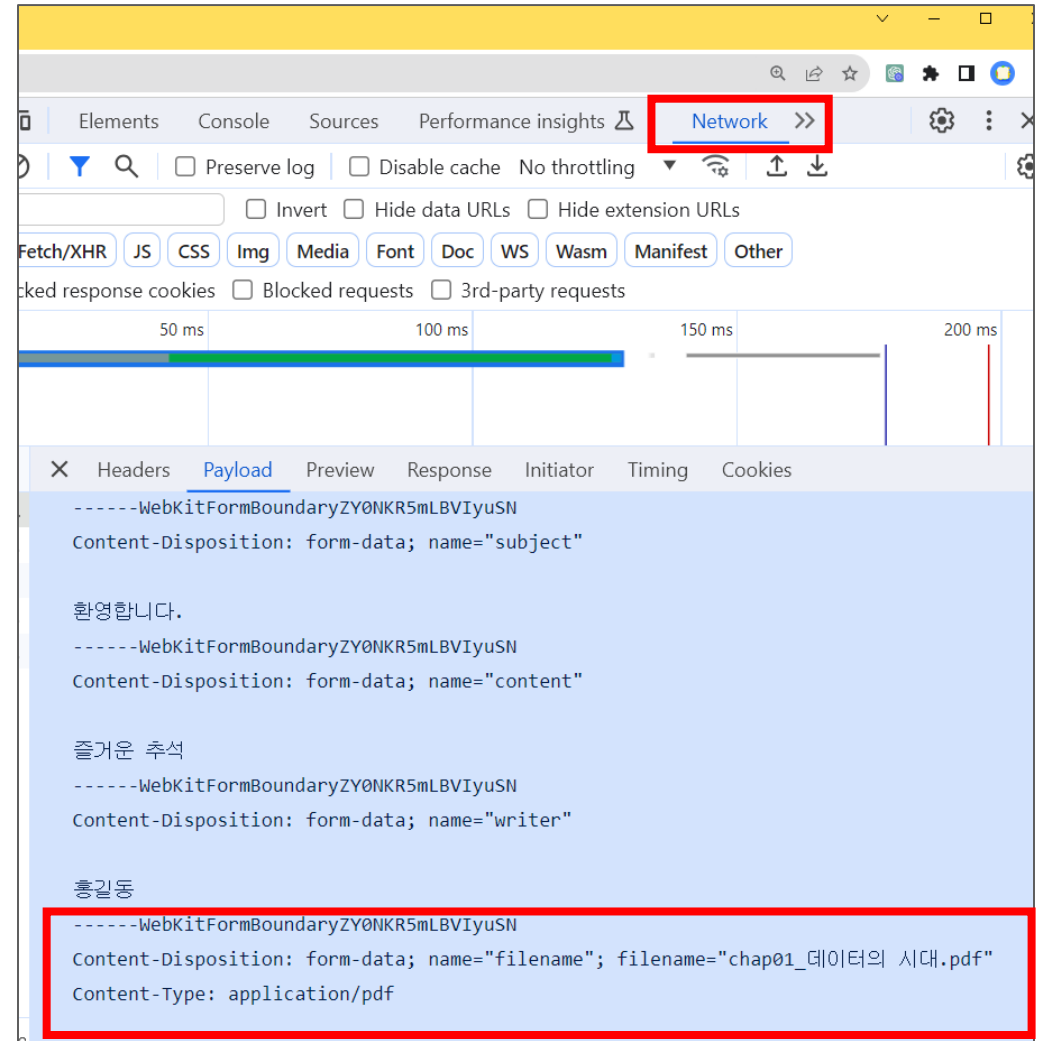 Elements Console Sources Performance insights Network >>
Preserve log Disable cache No throttling
Invert Hide data URLs Hide extension URLs
Fetch/XHR JS CSS Img Media Font Doc WS Wasm Manifest Other
cked response cookies Blocked requests 3rd-party requests
50 ms 100 ms 150 ms 200 ms
Headers Payload Preview Response Initiator Timing Cookies
------WebKitFormBoundaryZY0NKR5mLBVIyuSN
Content-Disposition: form-data; name="subject"
환영합니다.
------WebKitFormBoundaryZY0NKR5mLBVIyuSN
Content-Disposition: form-data; name="content"
즐거운 추석
------WebKitFormBoundaryZY0NKR5mLBVIyuSN
Content-Disposition: form-data; name="writer"
홍길동
------WebKitFormBoundaryZY0NKR5mLBVIyuSN
Content-Disposition: form-data; name="filename"; filename="chap01_데이터의 시대.pdf"
Content-Type: application/pdf